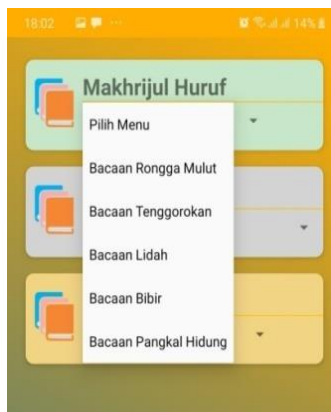 18:02
14%
Makhrijul Huruf
Pilih Menu
Bacaan Rongga Mulut
Bacaan Tenggorokan
Bacaan Lidah
Bacaan Bibir
Bacaan Pangkal Hidung